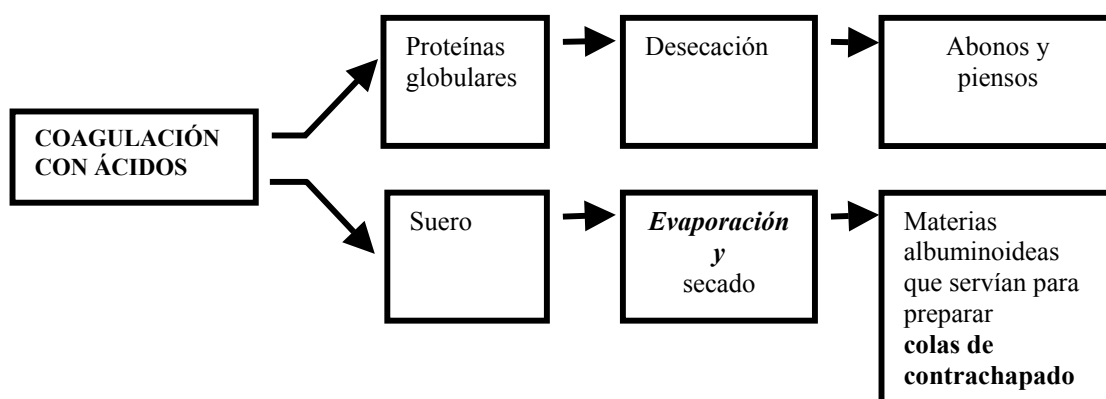 COAGULACIÓN
CON ÁCIDOS
Proteínas
globulares
Desecación
Abonos y
piensos
Suero
Evaporación
y
secado
Materias
albuminoideas
que servían para
preparar
colas de
contrachapado